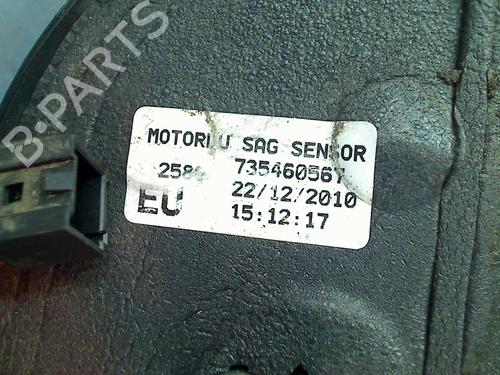 B-PARTS
MOTORLU SAG SENSOR
735460567
EU 22/12/2010
15:12:17